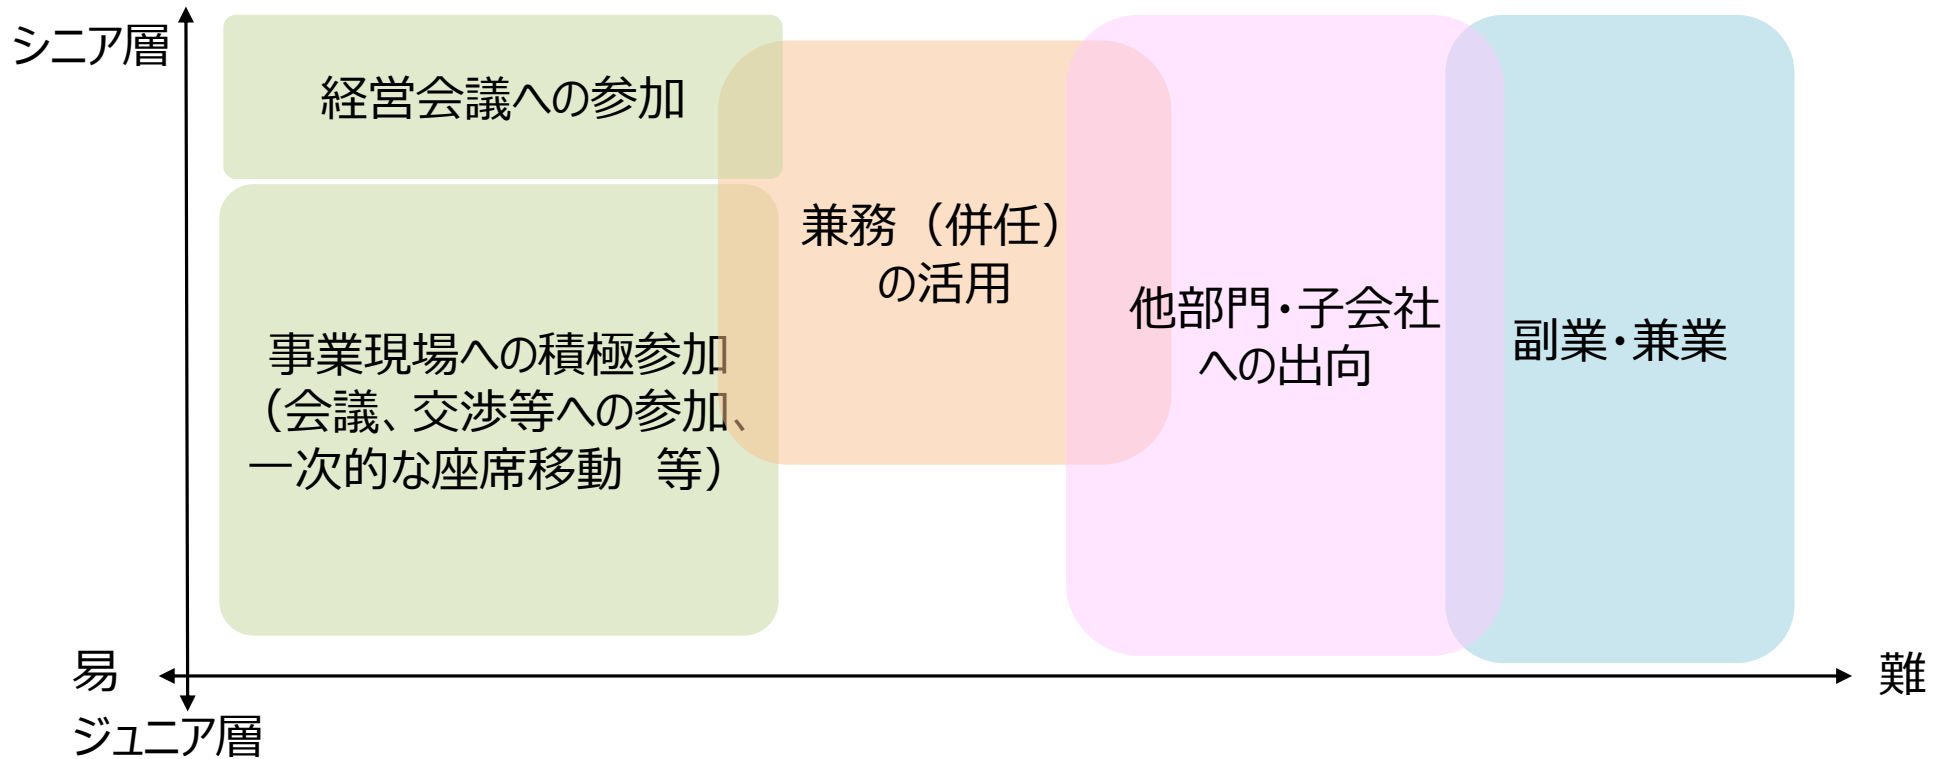 シニア層
経営会議への参加
兼務（併任）
の活用
他部門・子会社
への出向
副業・兼業
事業現場への積極参加
（会議、交渉等への参加、
一次的な座席移動　等）
易
難
ジュニア層